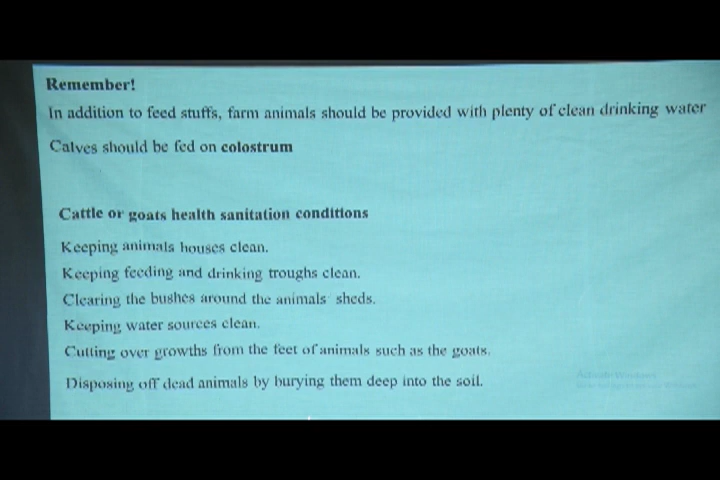 Remember!
In addition to feed stuffs, farm animals should be provided with plenty of clean drinking water
Calves should be fed on colostrum
Cattle or goats health sanitation conditions
Keeping animals houses clean.
Keeping feeding and drinking troughs clean.
Clearing the bushes around the animals' sheds.
Keeping water sources clean.
Cutting over growths from the feet of animals such as the goats.
Disposing off dead animals by burying them deep into the soil.
Activate Windows